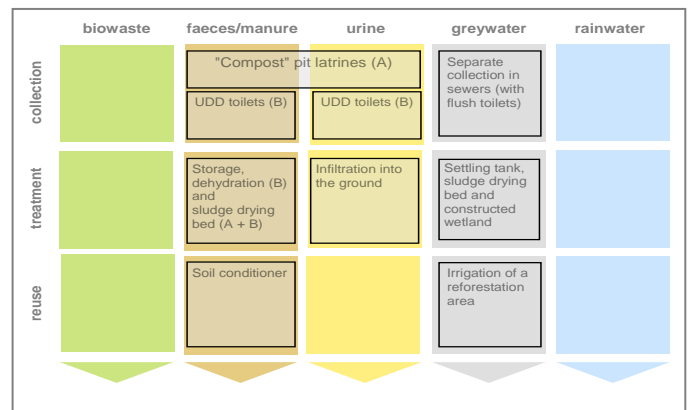 biowaste faeces/manure urine greywater rainwater
collection
"Compost" pit latrines (A)
UDD toilets (B)
UDD toilets (B)
Separate
collection in
sewers (with
flush toilets)
treatment
Storage,
dehydration (B)
and
sludge drying
bed (A + B)
Infiltration into
the ground
Settling tank,
sludge drying
bed and
constructed
wetland
reuse
Soil conditioner
Irrigation of a
reforestation
area